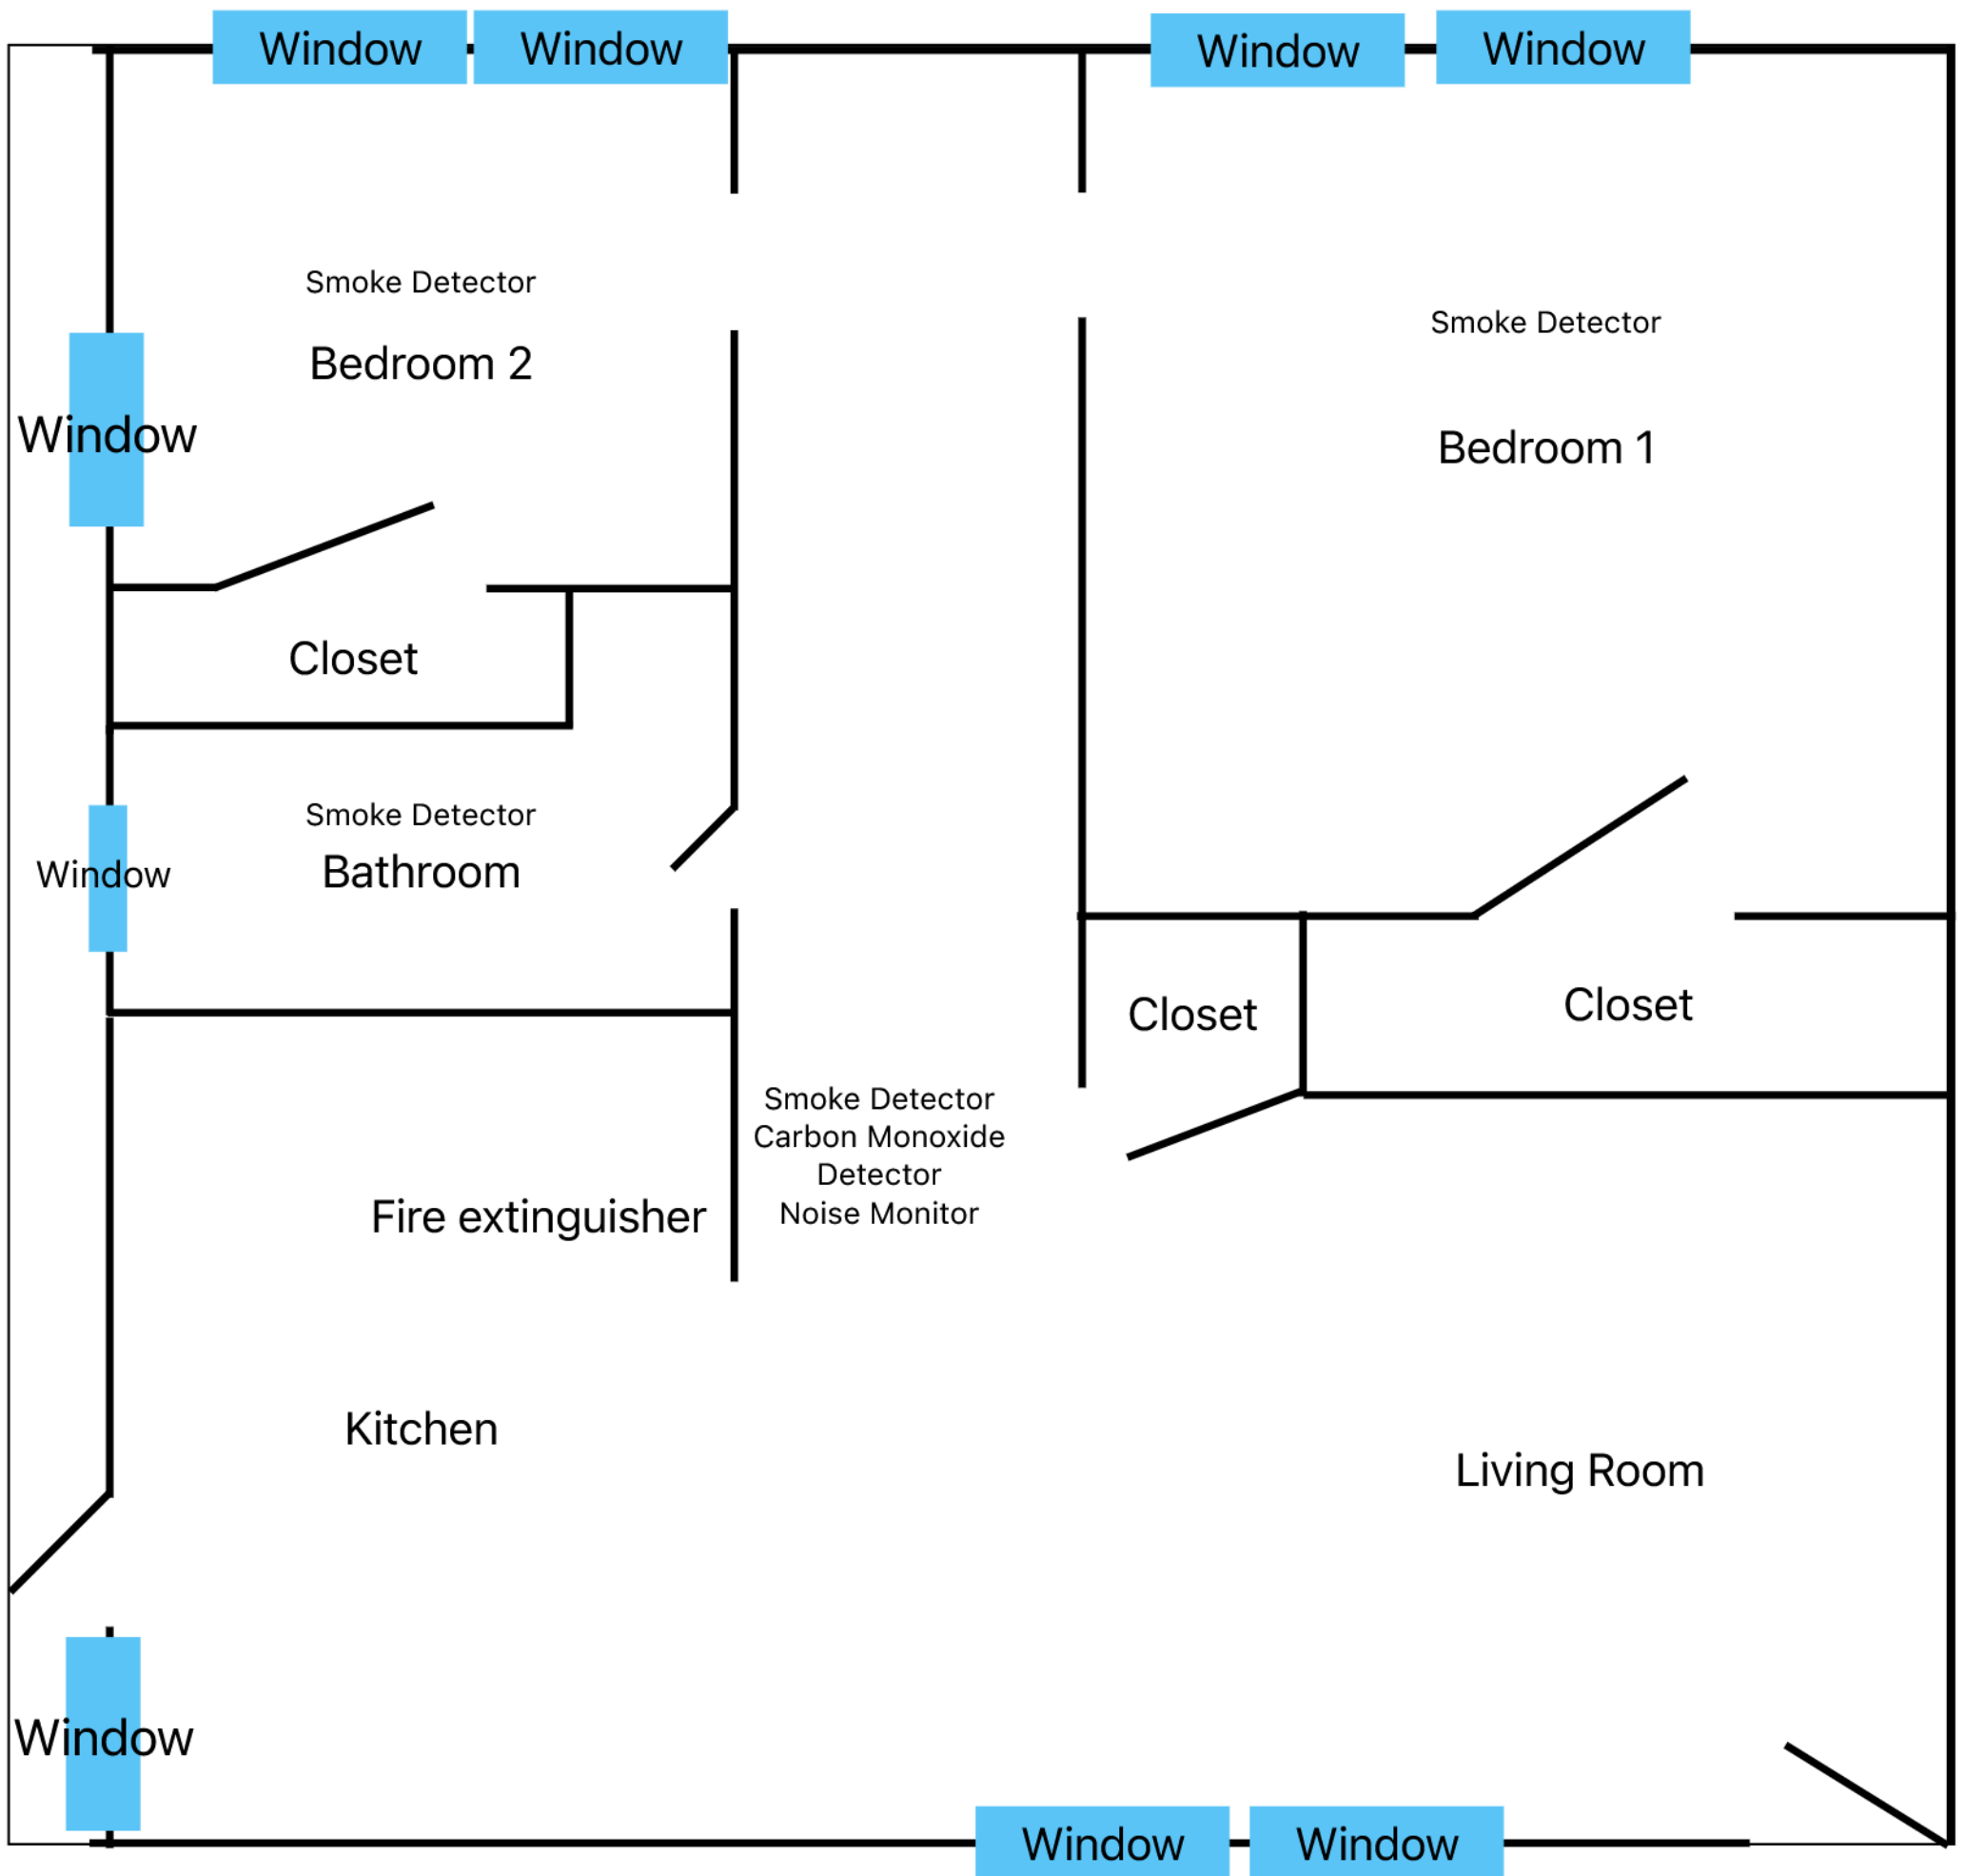 Window
Window
Window
Window
Smoke Detector
Bedroom 2
Smoke Detector
Bedroom 1
Window
Closet
Smoke Detector
Bathroom
Window
Closet
Closet
Smoke Detector
Carbon Monoxide
Detector
Noise Monitor
Fire extinguisher
Kitchen
Living Room
Window
Window
Window